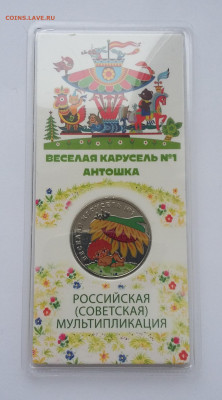 COINS.LAVE.RU
ВЕСЕЛАЯ КАРУСЕЛЬ №1
АНТОШКА
РОССИЙСКАЯ
(СОВЕТСКАЯ)
МУЛЬТИПЛИКАЦИЯ